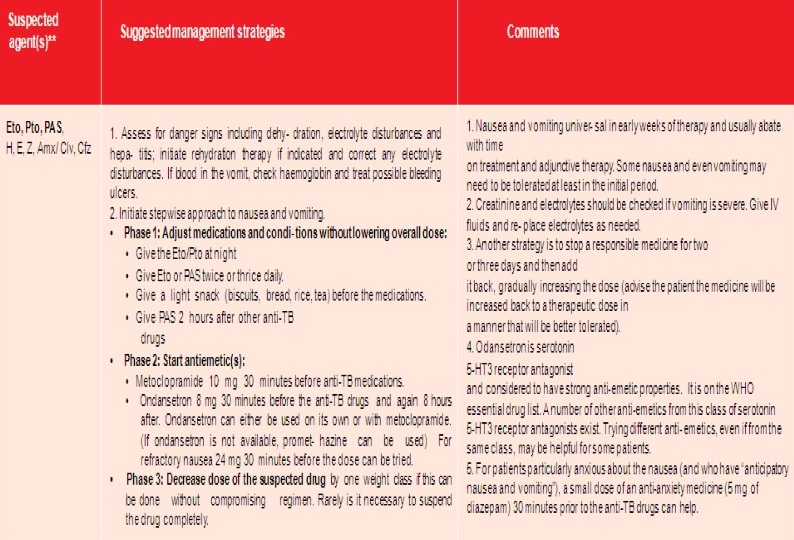 Suspected
agent(s)**
Suggested management strategies
Comments
Eto, Pto, PAS,
H, E, Z, Amx/ Clv, Cfz
1. Assess for danger signs including dehy- dration, electrolyte disturbances and
hepa- titis; initiate rehydration therapy if indicated and correct any electrolyte
disturbances. If blood in the vomit, check haemoglobin and treat possible bleeding
ulcers.
2. Initiate stepwise approach to nausea and vomiting.
• Phase 1: Adjust medications and condi- tions without lowering overall dose:
• Give the Eto/Pto at night
• Give Eto or PAS twice or thrice daily.
• Give a light snack (biscuits, bread, rice, tea) before the medications.
• Give PAS 2 hours after other anti-TB
drugs
• Phase 2: Start antiemetic(s):
• Metoclopramide 10 mg 30 minutes before anti-TB medications.
• Ondansetron 8 mg 30 minutes before the anti-TB drugs and again 8 hours
after. Ondansetron can either be used on its own or with metoclopramide.
(If ondansetron is not available, promet- hazine can be used) For
refractory nausea 24 mg 30 minutes before the dose can be tried.
• Phase 3: Decrease dose of the suspected drug by one weight class if this can
be done without compromising regimen. Rarely is it necessary to suspend
the drug completely.
1. Nausea and vomiting univer- sal in early weeks of therapy and usually abate
with time
on treatment and adjunctive therapy. Some nausea and even vomiting may
need to be tolerated at least in the initial period.
2. Creatinine and electrolytes should be checked if vomiting is severe. Give IV
fluids and re- place electrolytes as needed.
3. Another strategy is to stop a responsible medicine for two
or three days and then add
it back, gradually increasing the dose (advise the patient the medicine will be
increased back to a therapeutic dose in
a manner that will be better tolerated).
4. Odansetron is serotonin
5-HT3 receptor antagonist
and considered to have strong anti-emetic properties. It is on the WHO
essential drug list. A number of other anti-emetics from this class of serotonin
5-HT3 receptor antagonists exist. Trying different anti-emetics, even if from the
same class, may be helpful for some patients.
5. For patients particularly anxious about the nausea (and who have "anticipatory
nausea and vomiting"), a small dose of an anti-anxiety medicine (5 mg of
diazepam) 30 minutes prior to the anti-TB drugs can help.